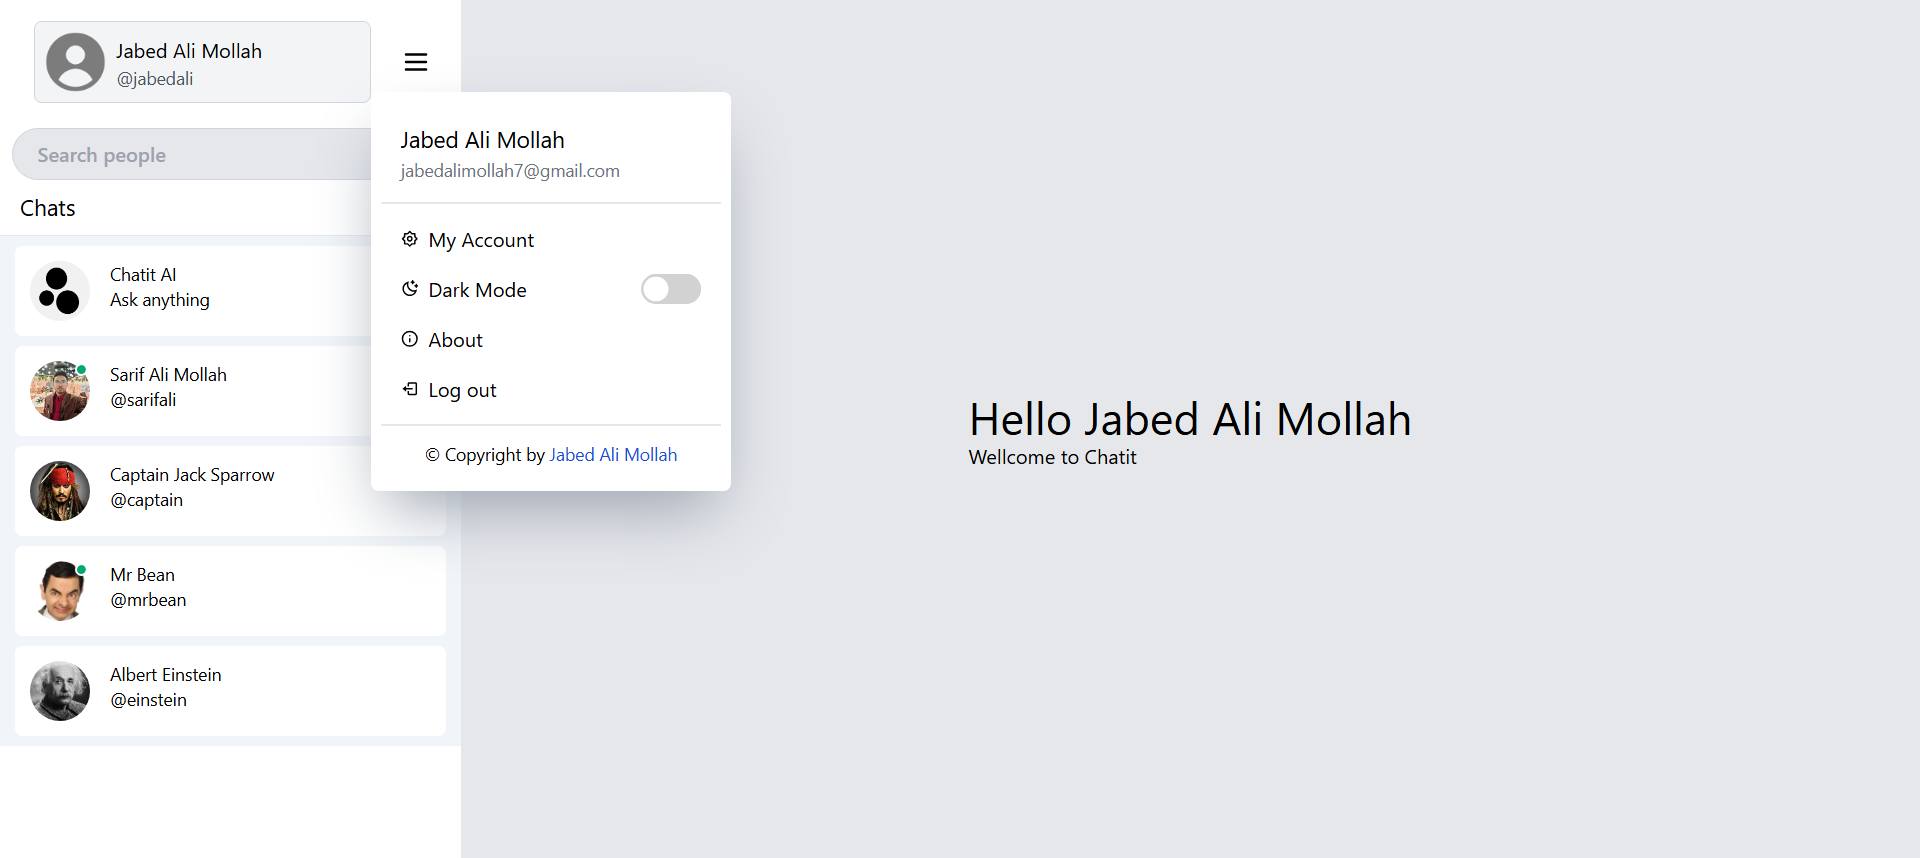 Jabed Ali Mollah
@jabedali
Search people
Chats
Chatit AI
Ask anything
Sarif Ali Mollah
@sarifali
Captain Jack Sparrow
@captain
Mr Bean
@mrbean
Albert Einstein
@einstein
Jabed Ali Mollah
jabedalimollah7@gmail.com
My Account
Dark Mode
About
Log out
© Copyright by Jabed Ali Mollah
Hello Jabed Ali Mollah
Wellcome to Chatit